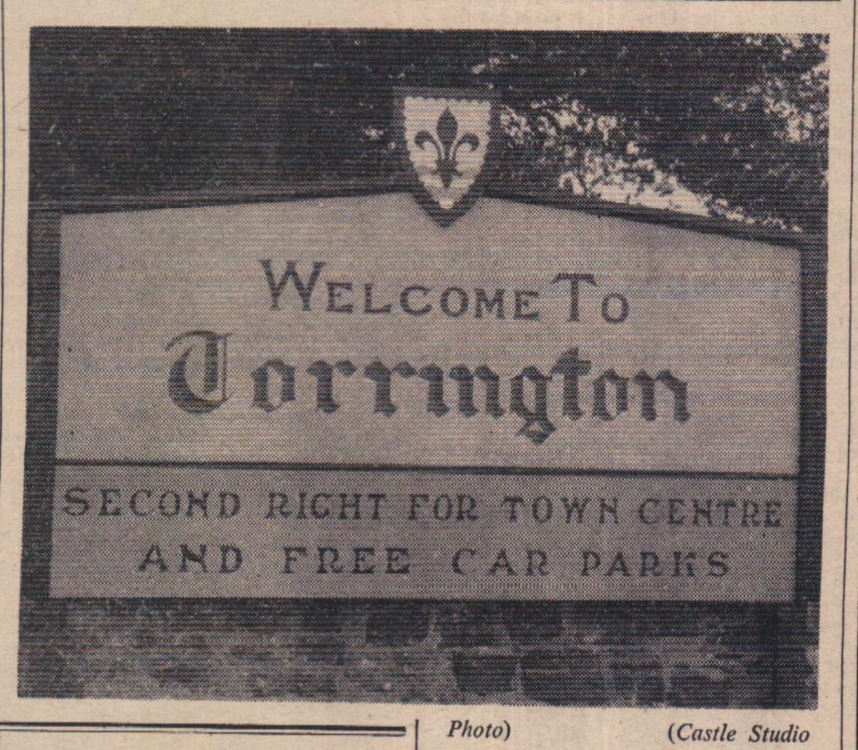 WELCOME TO
Torrington
SECOND RIGHT FOR TOWN CENTRE
AND FREE CAR PARKS
Photo) (Castle Studio